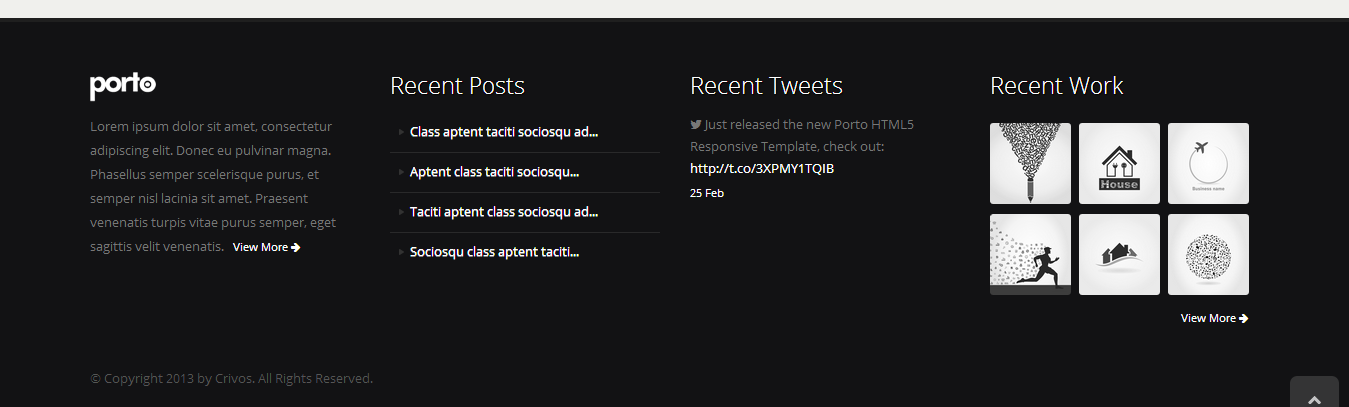 porto
Lorem ipsum dolor sit amet, consectetur
adipiscing elit. Donec eu pulvinar magna.
Phasellus semper scelerisque purus, et
semper nisl lacinia sit amet. Praesent
venenatis turpis vitae purus semper, eget
sagittis velit venenatis. View More
Recent Posts
Class aptent taciti sociosqu ad...
Aptent class taciti sociosqu...
Taciti aptent class sociosqu ad...
Sociosqu class aptent taciti...
Recent Tweets
Just released the new Porto HTML5
Responsive Template, check out:
http://t.co/3XPMY1TQIB
25 Feb
Recent Work
House
Business name
View More
© Copyright 2013 by Crivos. All Rights Reserved.